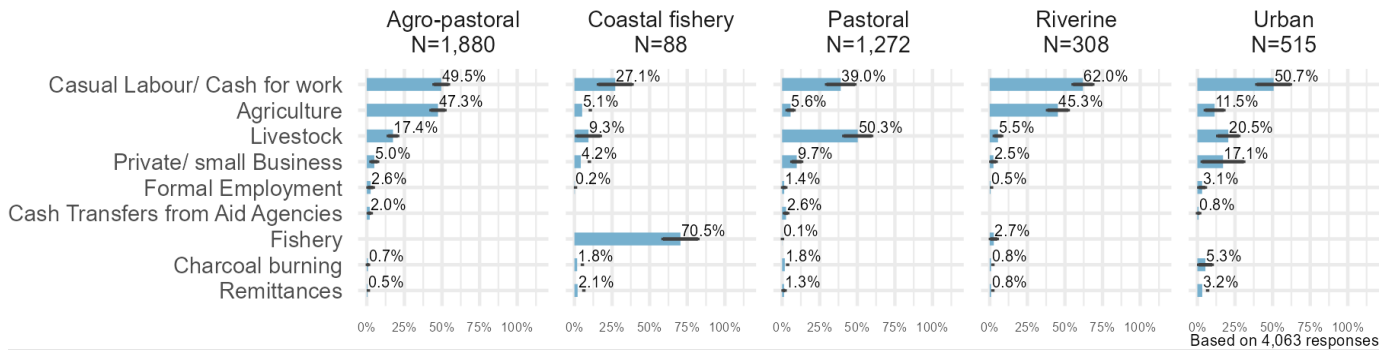 Agro-pastoral Coastal fishery Pastoral Riverine Urban
N=1,880 N=88 N=1,272 N=308 N=515
Casual Labour/ Cash for work 49.5% 27.1% 39.0% 62.0% 50.7%
Agriculture 47.3% 5.1% 5.6% 45.3% 11.5%
Livestock 17.4% 9.3% 50.3% 5.5% 20.5%
Private/ small Business 5.0% 4.2% 9.7% 2.5% 17.1%
Formal Employment 2.6% 0.2% 1.4% 0.5% 3.1%
Cash Transfers from Aid Agencies 2.0% 2.6% 0.8%
Fishery 70.5% 0.1% 2.7%
Charcoal burning 0.7% 1.8% 1.8% 0.8% 5.3%
Remittances 0.5% 2.1% 1.3% 0.8% 3.2%
0% 25% 50% 75% 100% 0% 25% 50% 75% 100% 0% 25% 50% 75% 100% 0% 25% 50% 75% 100% 0% 25% 50% 75% 100%
Based on 4,063 responses